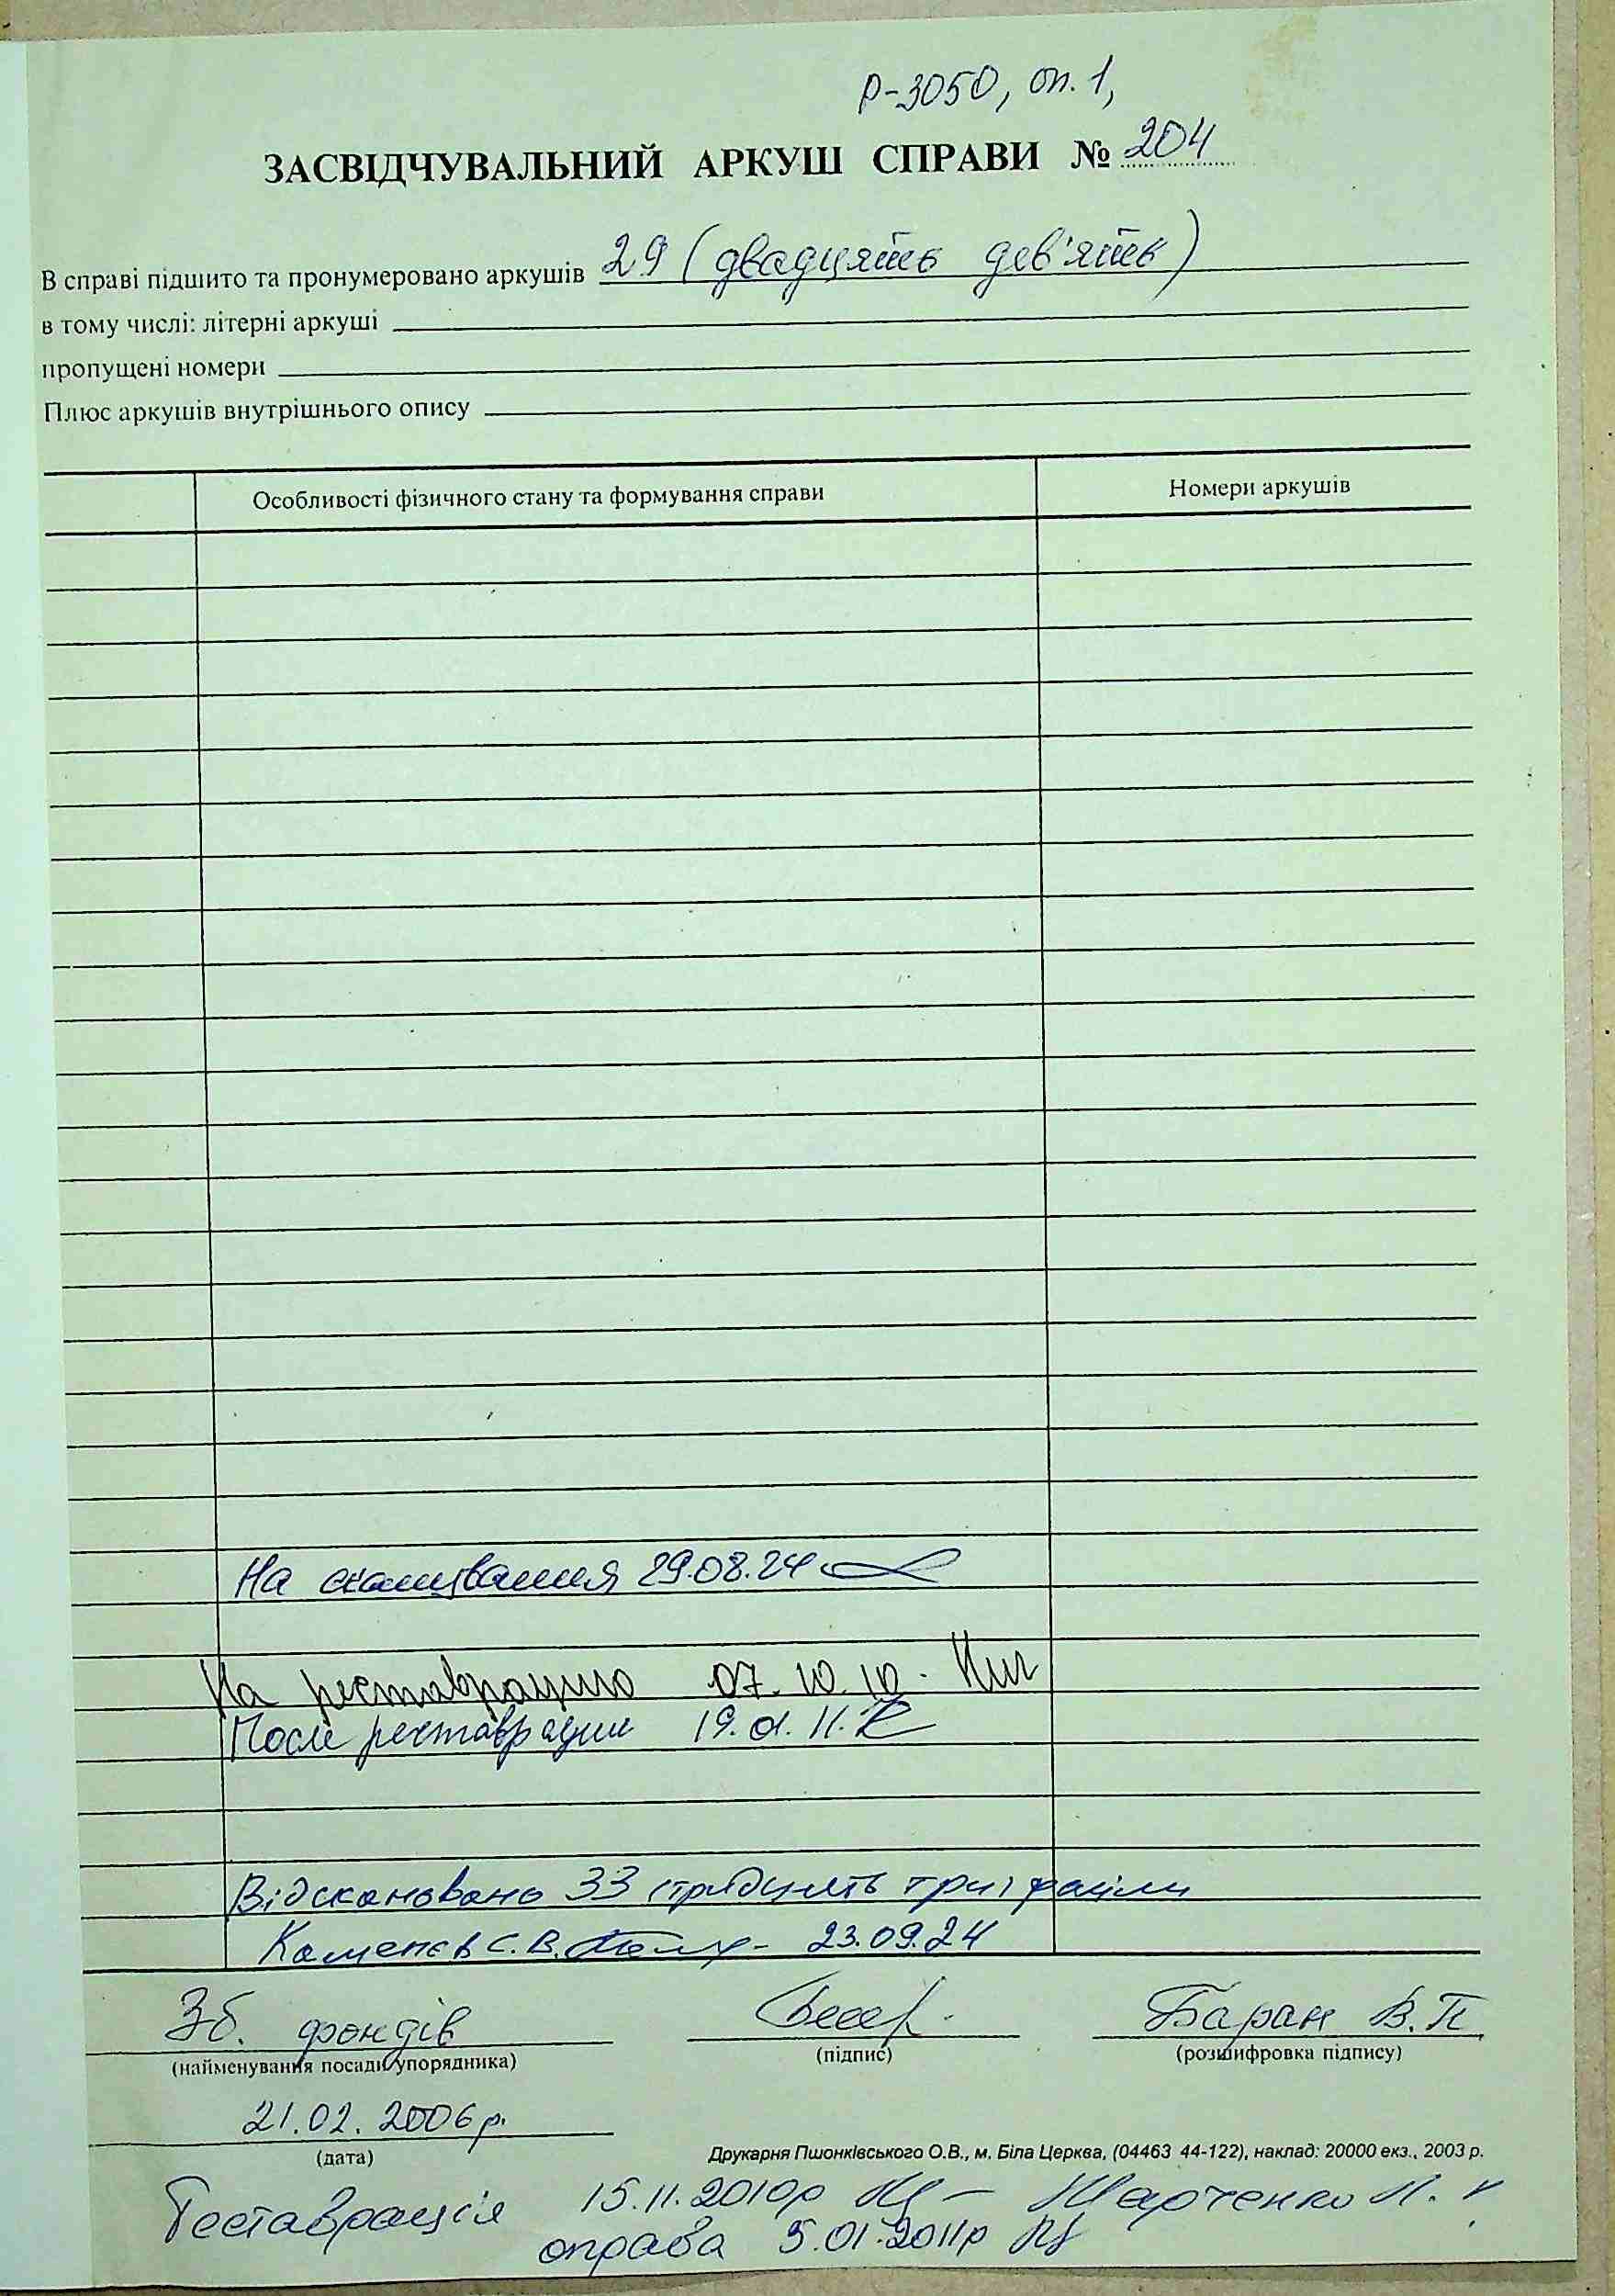 Р-3050, оп. 1,
ЗАСВІДЧУВАЛЬНИЙ АРКУШ СПРАВИ № 204
В справі підшито та пронумеровано аркушів 29 (двадцять дев'ять)
в тому числі: літерні аркуші
пропущені номери
Плюс аркушів внутрішнього опису
Особливості фізичного стану та формування справи Номери аркушів
На сканування 29.08.24
На реставрацию 07.10.10.
После реставрации 19.01.11.
Відскановано 33 (тридцять три) файли
Каменєв С.В. 23.09.24
Зб. фондів Баран В.П.
(найменування посади упорядника) (підпис) (розшифровка підпису)
21.02.2006 р.
(дата) Друкарня Пшонківського О.В., м. Біла Церква, (04463 44-122), наклад: 20000 екз., 2003 р.
Реставрація 15.11.2010р
оправа 5.01.2011р